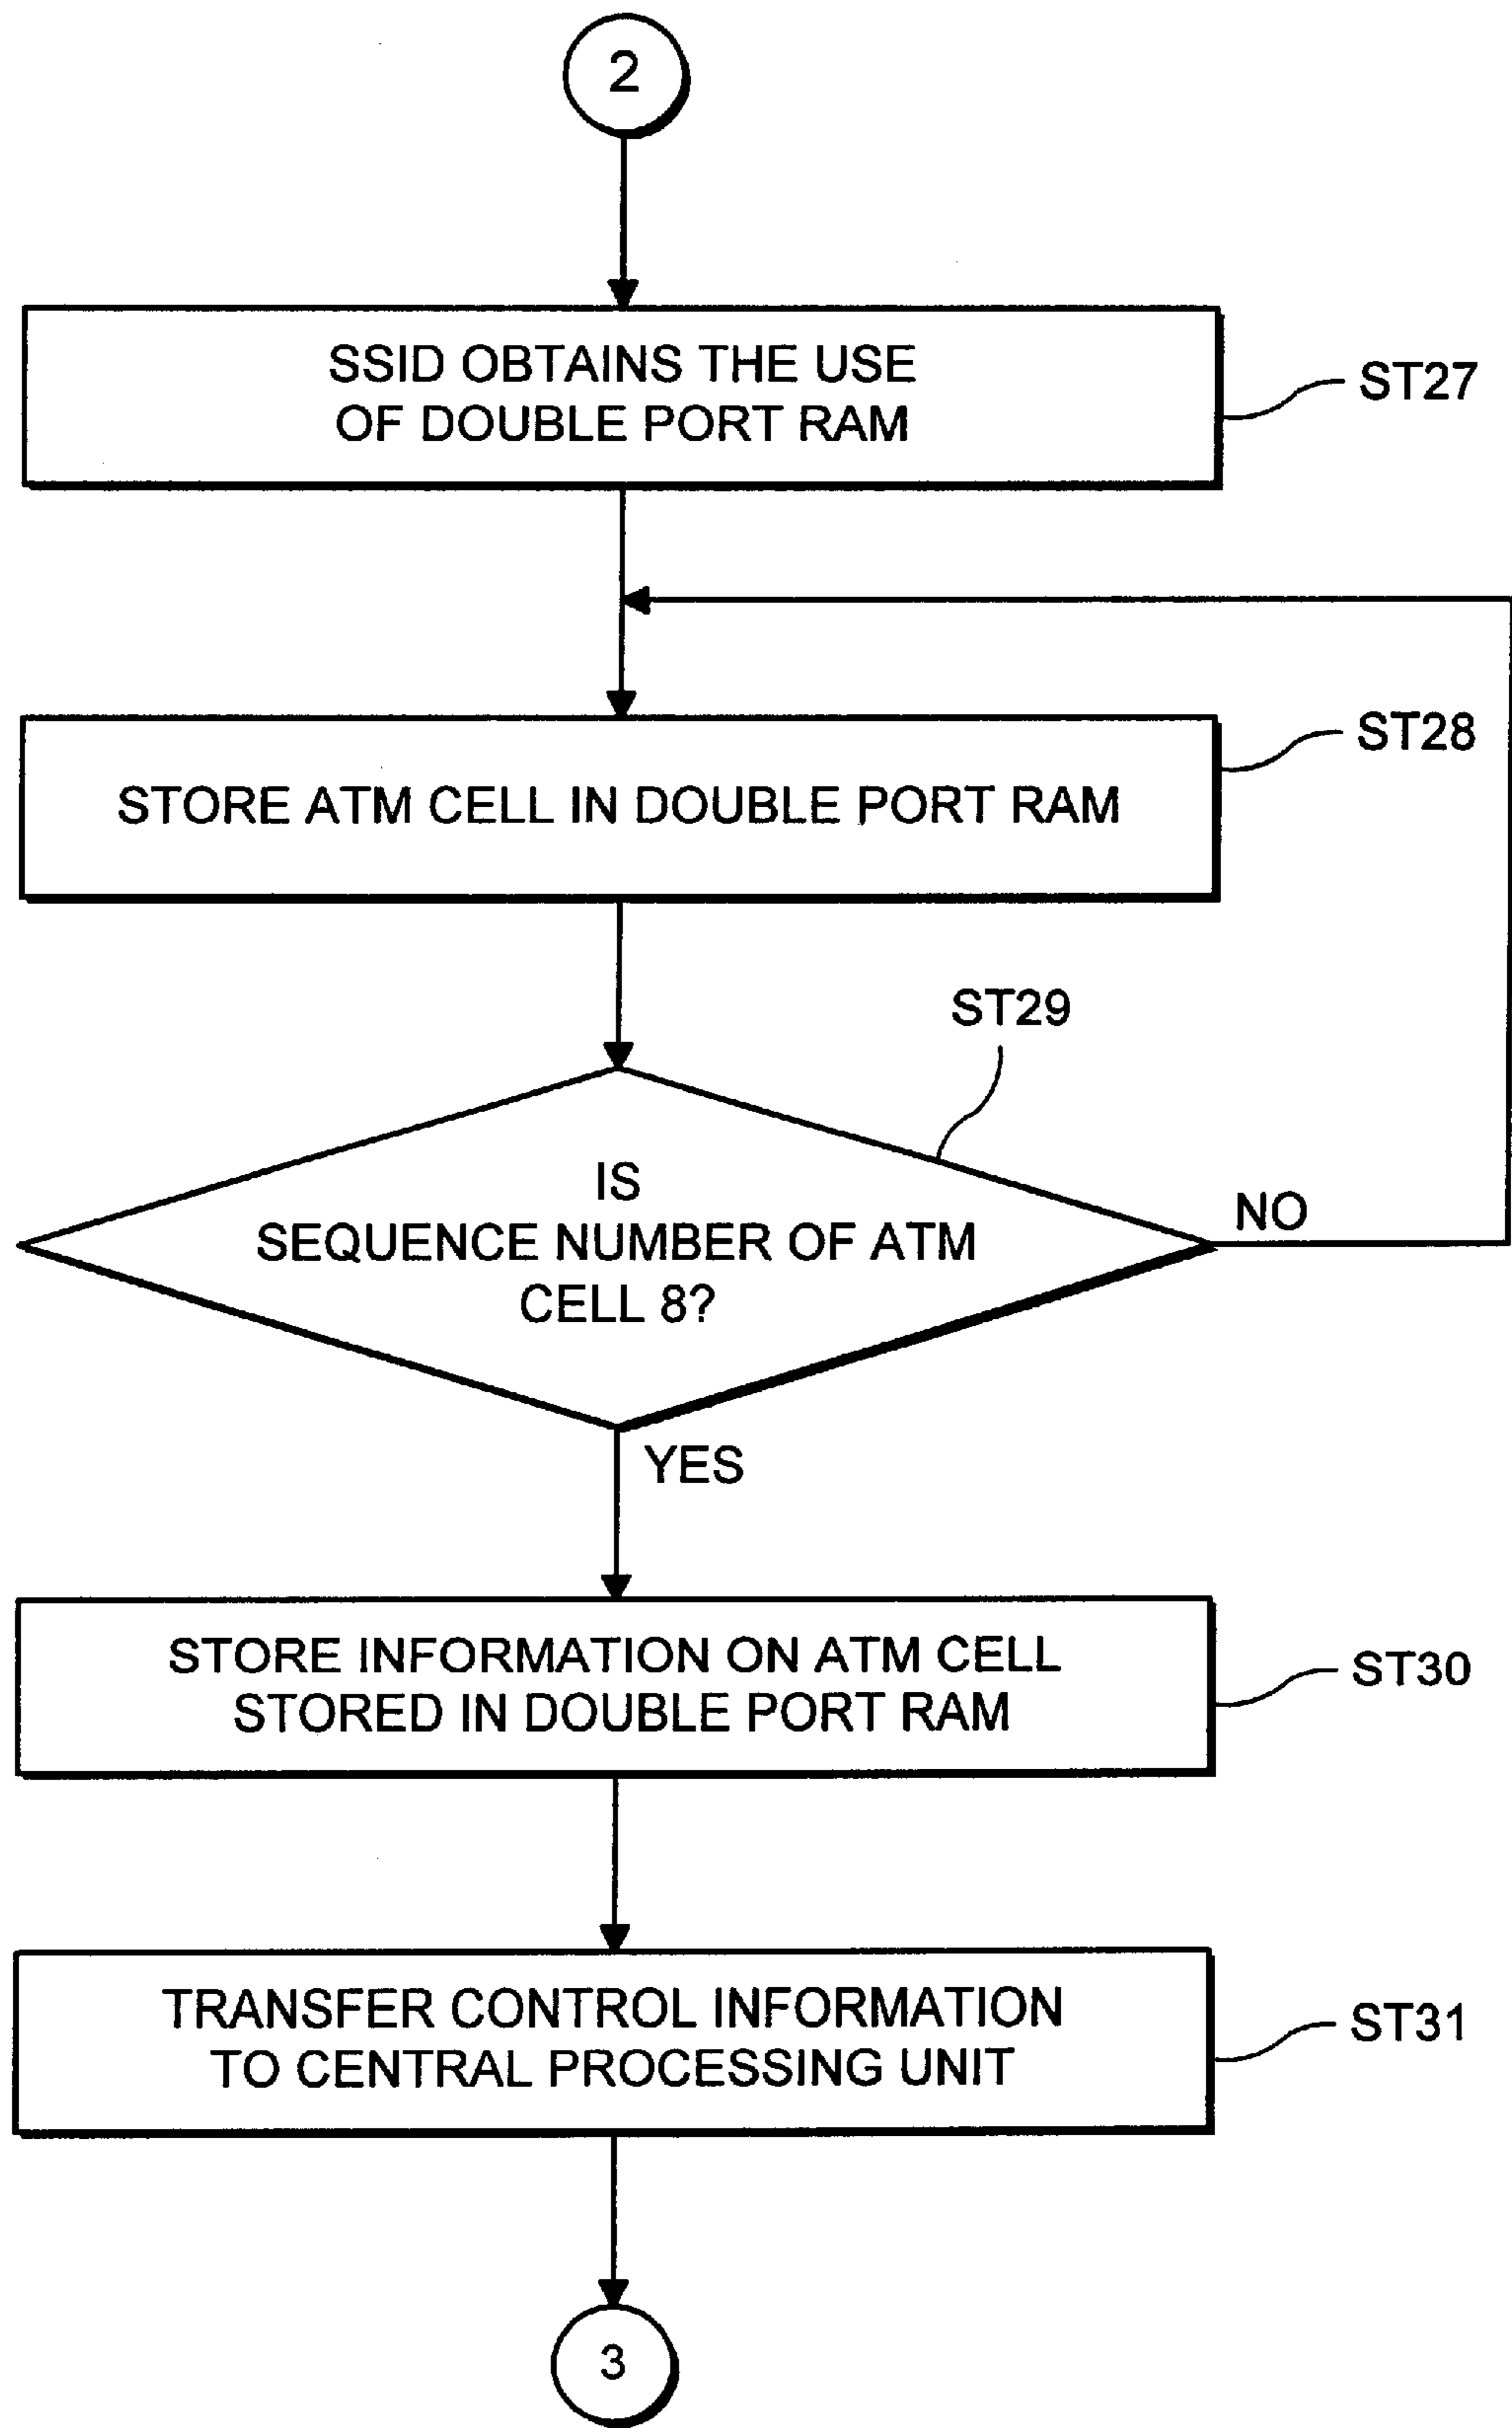 2
SSID OBTAINS THE USE
OF DOUBLE PORT RAM
ST27
ST28
STORE ATM CELL IN DOUBLE PORT RAM
ST29
IS
SEQUENCE NUMBER OF ATM
CELL 8?
NO
YES
STORE INFORMATION ON ATM CELL
STORED IN DOUBLE PORT RAM
ST30
TRANSFER CONTROL INFORMATION
TO CENTRAL PROCESSING UNIT
ST31
3